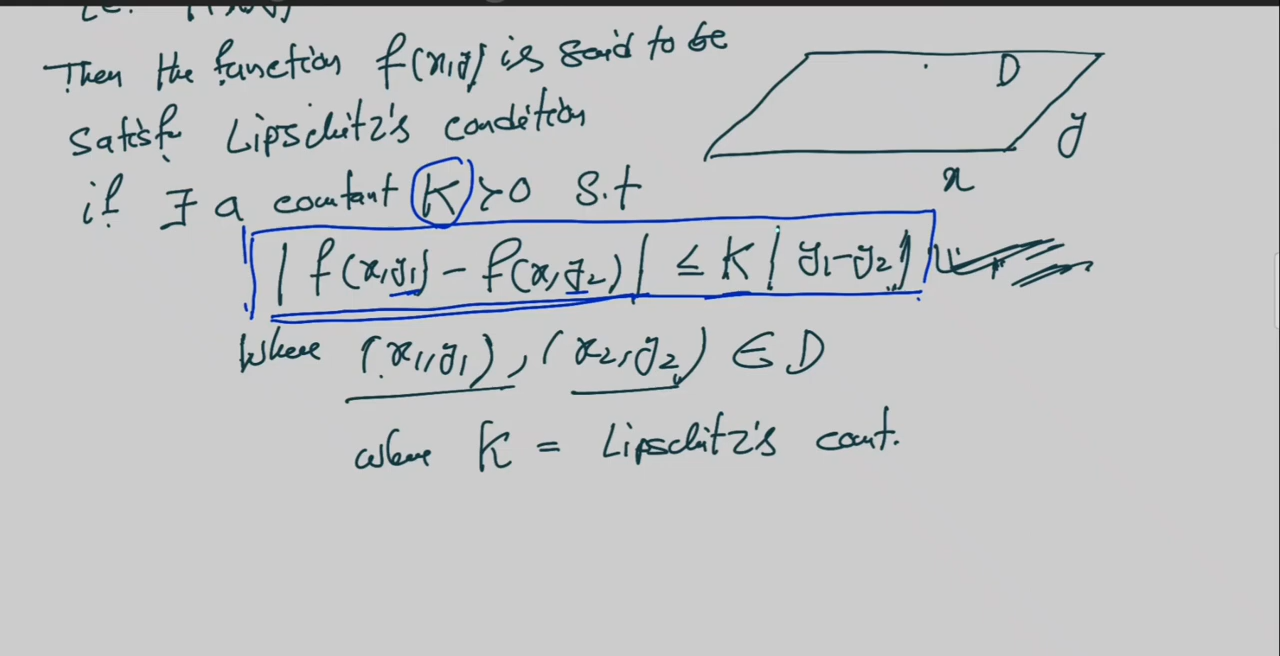 Then the function f(x,y) is said to be
D
Satisfy Lipschitz's condition
y
if ∃ a constant K>0 s.t
x
|f(x,y₁) - f(x,y₂)| ≤ K|y₁-y₂|
Where (x₁,y₁), (x₂,y₂) ∈ D
where K = Lipschitz's const.